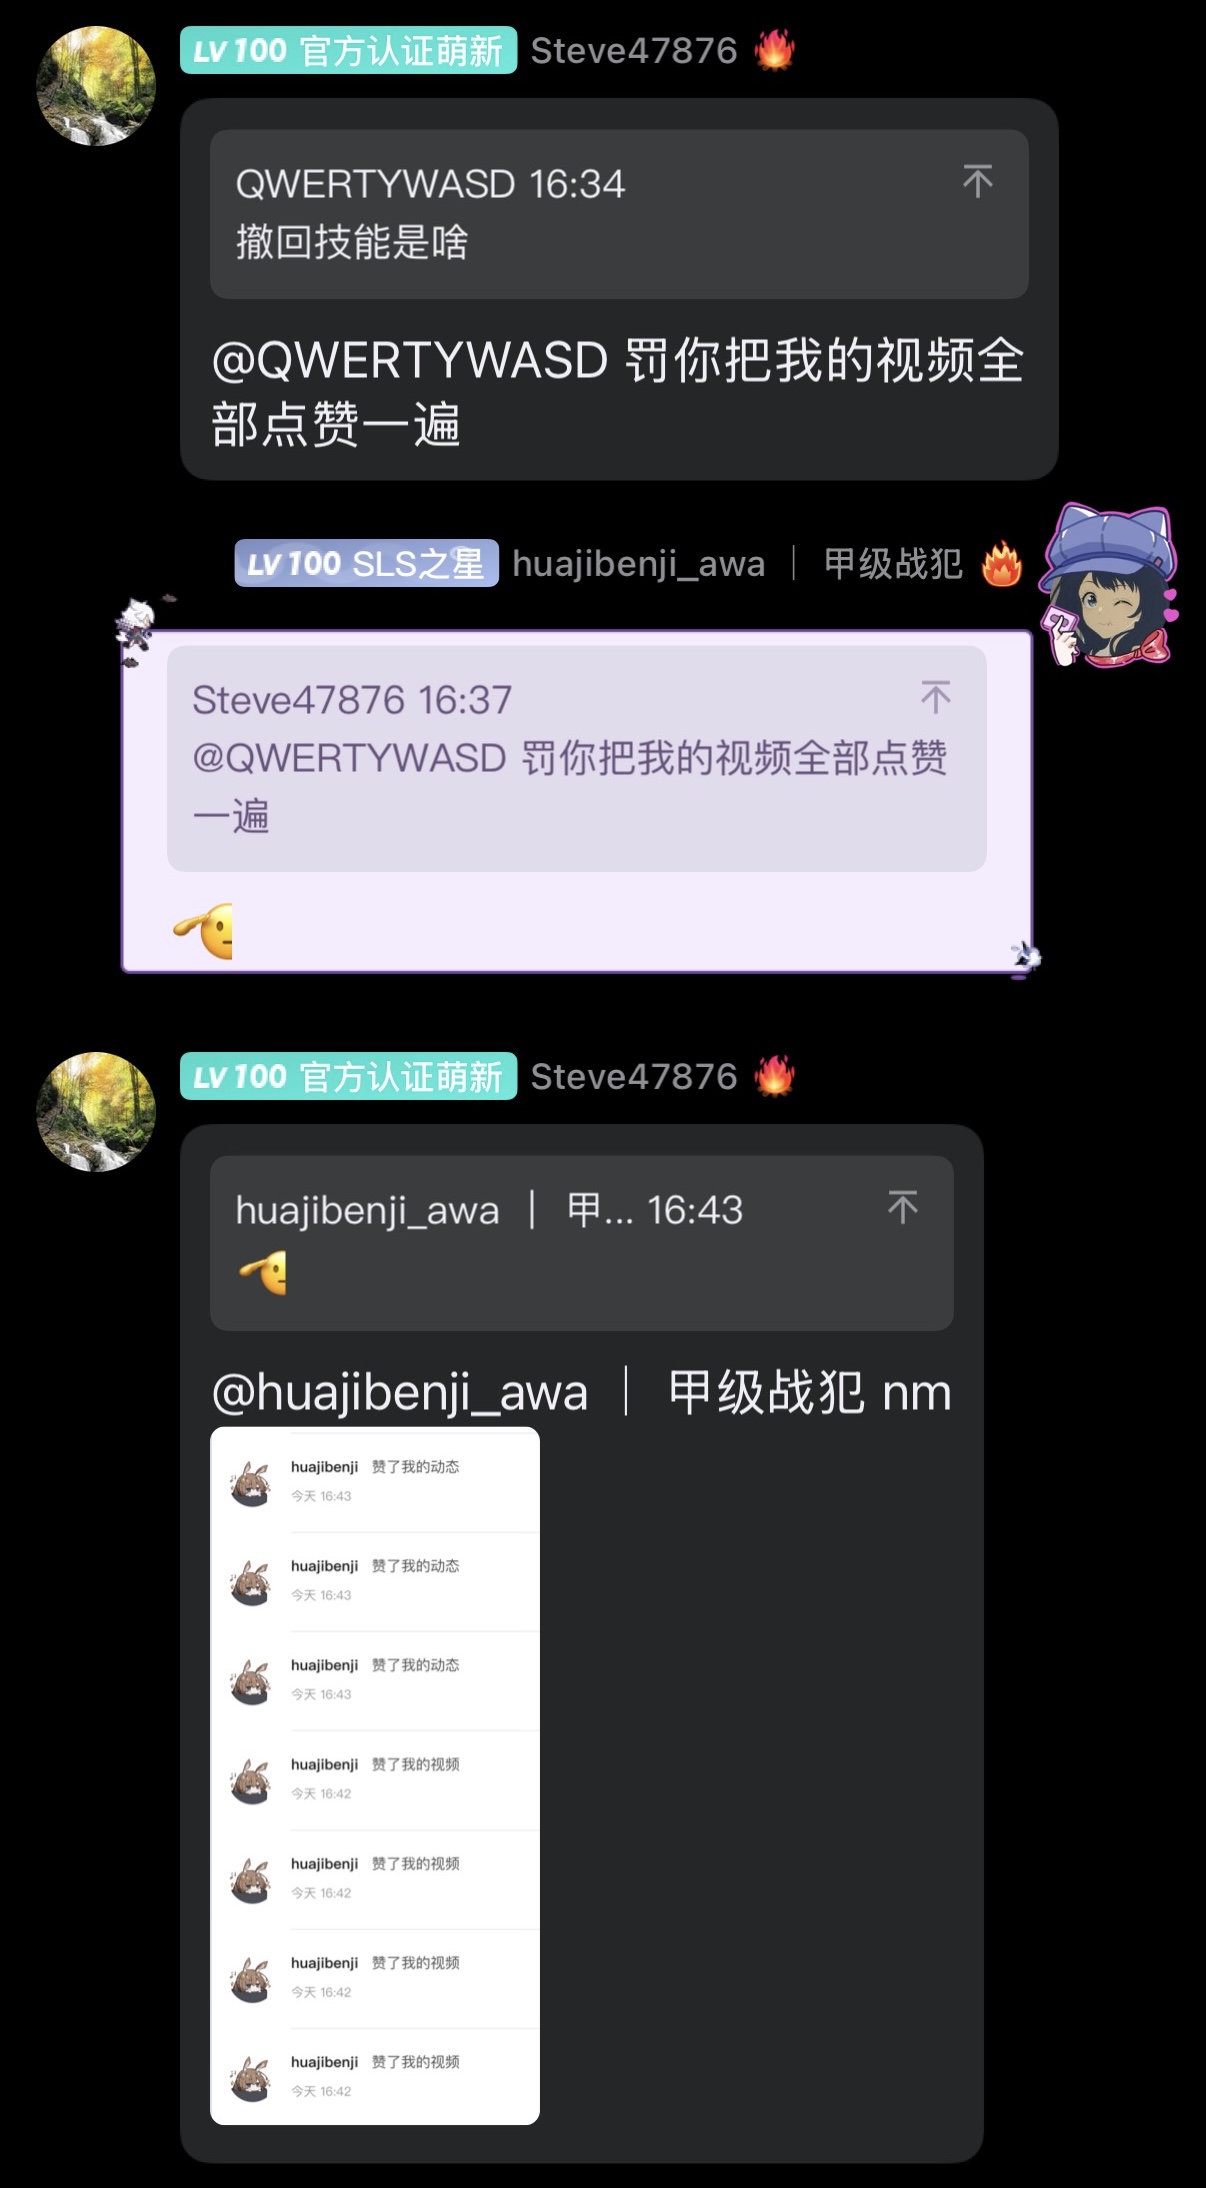 LV 100 官方认证萌新 Steve47876
QWERTYWASD 16:34
撤回技能是啥
@QWERTYWASD 罚你把我的视频全
部点赞一遍
LV 100 SLS之星 huajibenji_awa ｜ 甲级战犯
Steve47876 16:37
@QWERTYWASD 罚你把我的视频全部点赞
一遍
LV 100 官方认证萌新 Steve47876
huajibenji_awa ｜ 甲... 16:43
@huajibenji_awa ｜ 甲级战犯 nm
huajibenji 赞了我的动态
今天 16:43
huajibenji 赞了我的动态
今天 16:43
huajibenji 赞了我的动态
今天 16:43
huajibenji 赞了我的视频
今天 16:42
huajibenji 赞了我的视频
今天 16:42
huajibenji 赞了我的视频
今天 16:42
huajibenji 赞了我的视频
今天 16:42